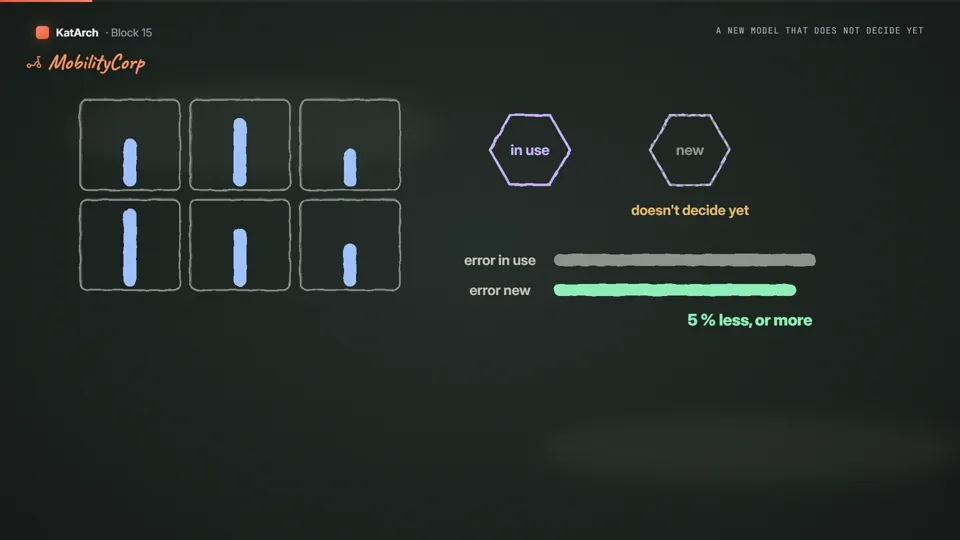 KatArch · Block 15
A NEW MODEL THAT DOES NOT DECIDE YET
MobilityCorp
in use
new
doesn't decide yet
error in use
error new
5 % less, or more